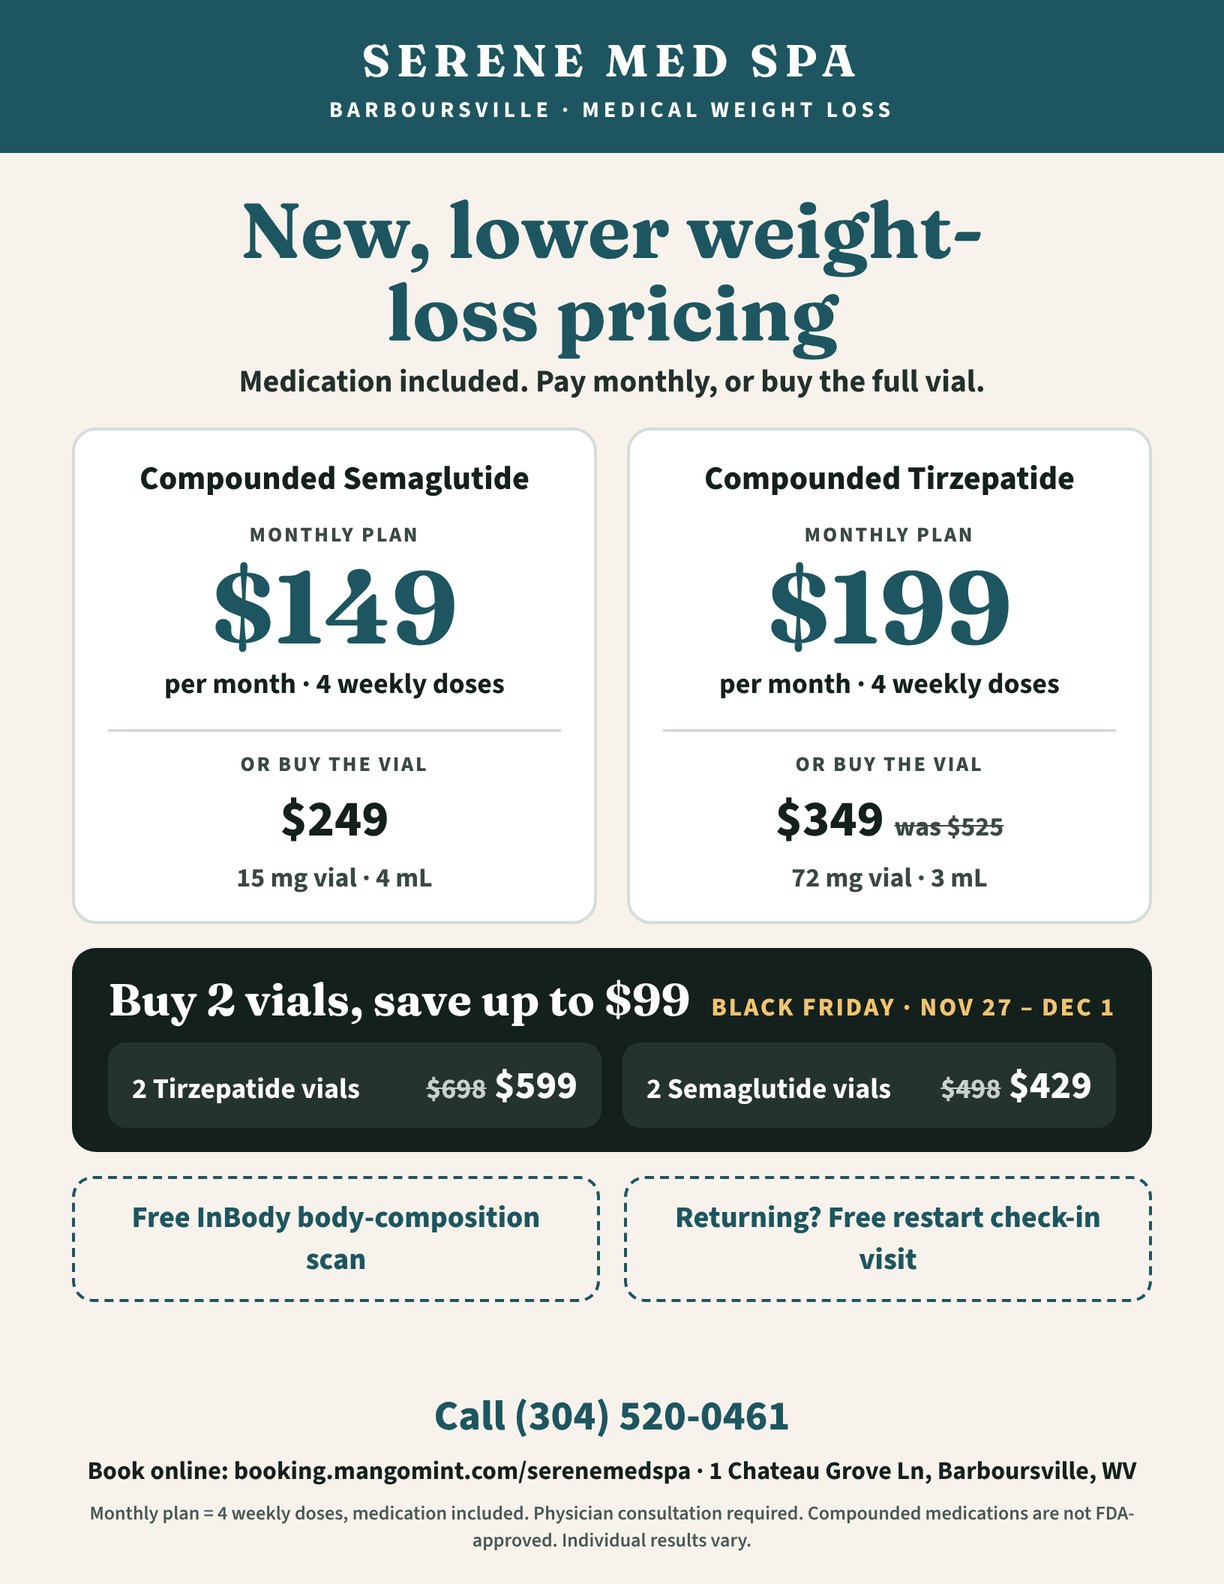 SERENE MED SPA
BARBOURSVILLE · MEDICAL WEIGHT LOSS
New, lower weight-
loss pricing
Medication included. Pay monthly, or buy the full vial.
Compounded Semaglutide
MONTHLY PLAN
$149
per month · 4 weekly doses
OR BUY THE VIAL
$249
15 mg vial · 4 mL
Compounded Tirzepatide
MONTHLY PLAN
$199
per month · 4 weekly doses
OR BUY THE VIAL
$349 was $525
72 mg vial · 3 mL
Buy 2 vials, save up to $99 BLACK FRIDAY · NOV 27 – DEC 1
2 Tirzepatide vials $698 $599
2 Semaglutide vials $498 $429
Free InBody body-composition
scan
Returning? Free restart check-in
visit
Call (304) 520-0461
Book online: booking.mangomint.com/serenemedspa · 1 Chateau Grove Ln, Barboursville, WV
Monthly plan = 4 weekly doses, medication included. Physician consultation required. Compounded medications are not FDA-
approved. Individual results vary.